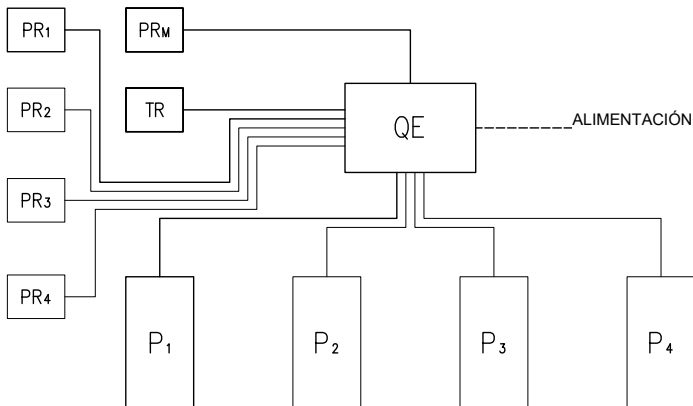 PR1
PRM
PR2
TR
QE
ALIMENTACIÓN
PR3
PR4
P1
P2
P3
P4